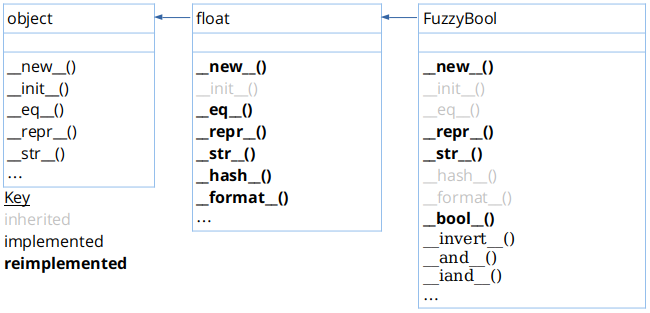 object
__new__()
__init__()
__eq__()
__repr__()
__str__()
...
Key
inherited
implemented
reimplemented
float
__new__()
__init__()
__eq__()
__repr__()
__str__()
__hash__()
__format__()
...
FuzzyBool
__new__()
__init__()
__eq__()
__repr__()
__str__()
__hash__()
__format__()
__bool__()
__invert__()
__and__()
__iand__()
...